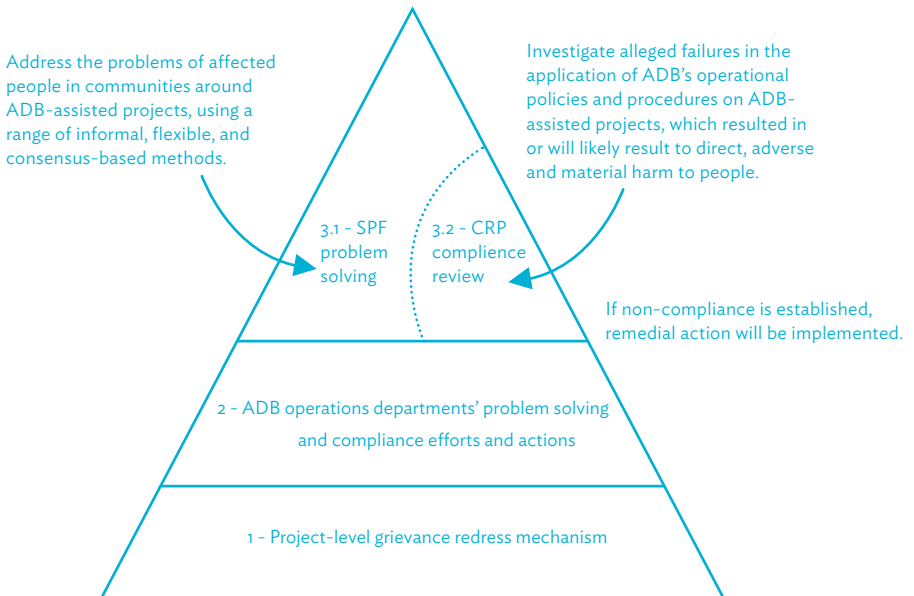 Address the problems of affected
people in communities around
ADB-assisted projects, using a
range of informal, flexible, and
consensus-based methods.
Investigate alleged failures in the
application of ADB’s operational
policies and procedures on ADB-
assisted projects, which resulted in
or will likely result to direct, adverse
and material harm to people.
3.1 - SPF
problem
solving
3.2 - CRP
complience
review
If non-compliance is established,
remedial action will be implemented.
2 - ADB operations departments’ problem solving
and compliance efforts and actions
1 - Project-level grievance redress mechanism